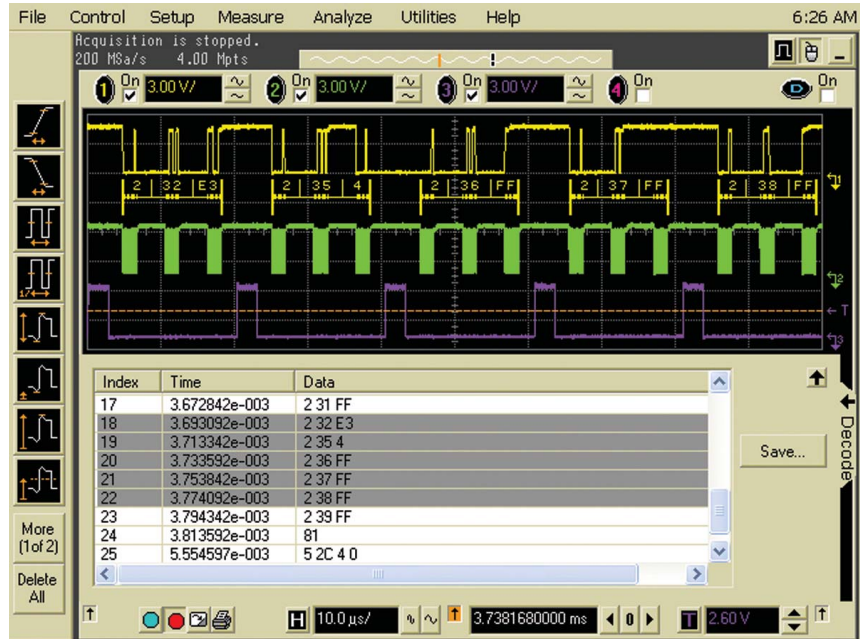 File Control Setup Measure Analyze Utilities Help 6:26 AM
Acquisition is stopped.
200 MSa/s 4.00 Mpts
1 On 3.00 V/ 2 On 3.00 V/ 3 On 3.00 V/ 4 On D On
2 32 E3 2 35 4 2 36 FF 2 37 FF 2 38 FF 1
2
T
3
Index Time Data
17 3.672842e-003 2 31 FF
18 3.693092e-003 2 32 E3
19 3.713342e-003 2 35 4
20 3.733592e-003 2 36 FF
21 3.753842e-003 2 37 FF
22 3.774092e-003 2 38 FF
23 3.794342e-003 2 39 FF
24 3.813592e-003 81
25 5.554597e-003 5 2C 4 0
Save...
Decode
More
(1 of 2)
Delete
All
H 10.0 µs/ 3.7381680000 ms 0 T 2.60 V